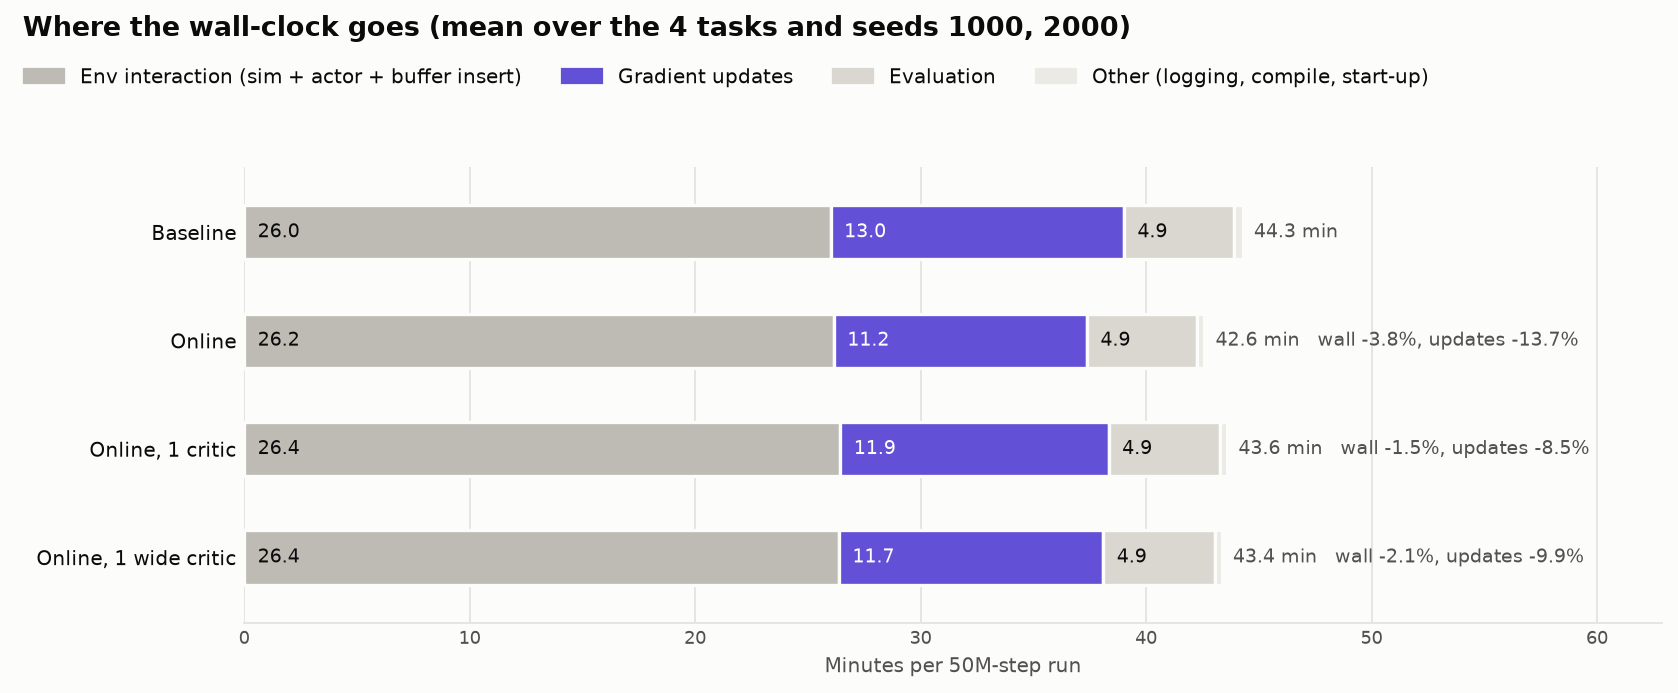 Where the wall-clock goes (mean over the 4 tasks and seeds 1000, 2000)
Env interaction (sim + actor + buffer insert) Gradient updates Evaluation Other (logging, compile, start-up)
Baseline 26.0 13.0 4.9 44.3 min
Online 26.2 11.2 4.9 42.6 min wall -3.8%, updates -13.7%
Online, 1 critic 26.4 11.9 4.9 43.6 min wall -1.5%, updates -8.5%
Online, 1 wide critic 26.4 11.7 4.9 43.4 min wall -2.1%, updates -9.9%
0 10 20 30 40 50 60
Minutes per 50M-step run